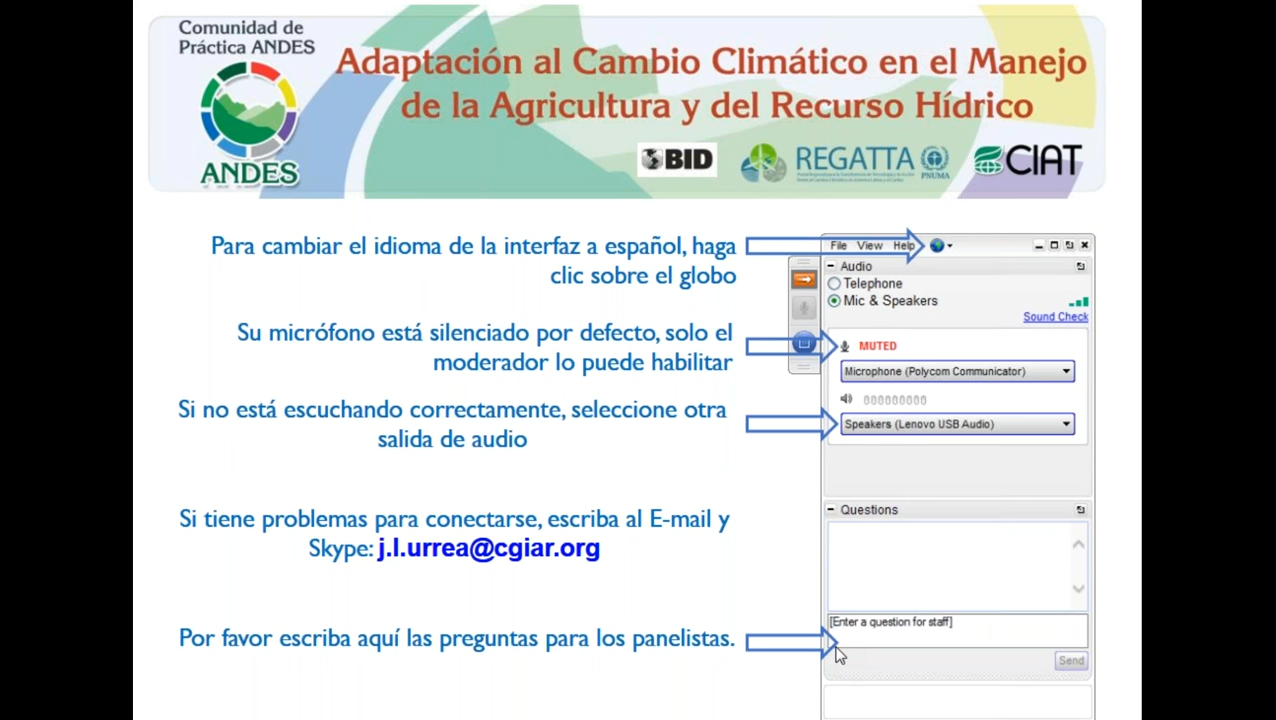 Comunidad de
Práctica ANDES
ANDES
Adaptación al Cambio Climático en el Manejo
de la Agricultura y del Recurso Hídrico
BID
REGATTA
PNUMA
CIAT
Para cambiar el idioma de la interfaz a español, haga
clic sobre el globo
Su micrófono está silenciado por defecto, solo el
moderador lo puede habilitar
Si no está escuchando correctamente, seleccione otra
salida de audio
Si tiene problemas para conectarse, escriba al E-mail y
Skype: j.l.urrea@cgiar.org
Por favor escriba aquí las preguntas para los panelistas.
File View Help
Audio
Telephone
Mic & Speakers
Sound Check
MUTED
Microphone (Polycom Communicator)
Speakers (Lenovo USB Audio)
Questions
[Enter a question for staff]
Send